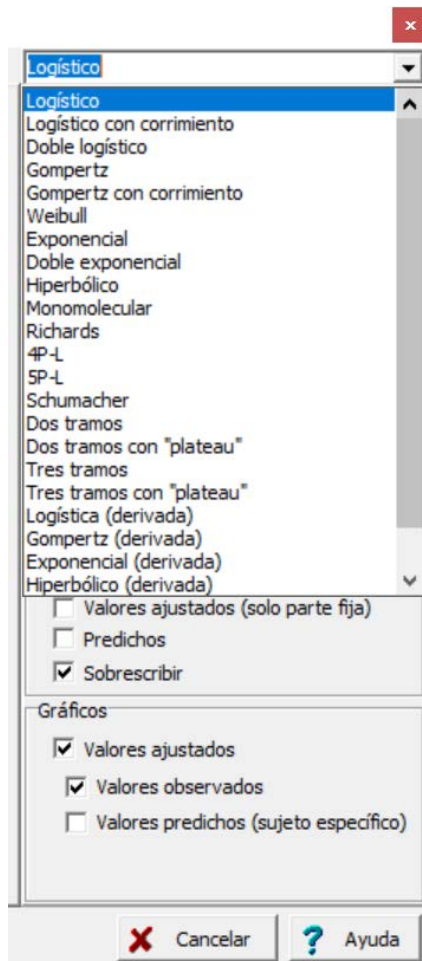 Logístico
Logístico
Logístico con corrimiento
Doble logístico
Gompertz
Gompertz con corrimiento
Weibull
Exponencial
Doble exponencial
Hiperbólico
Monomolecular
Richards
4P-L
5P-L
Schumacher
Dos tramos
Dos tramos con "plateau"
Tres tramos
Tres tramos con "plateau"
Logística (derivada)
Gompertz (derivada)
Exponencial (derivada)
Hiperbólico (derivada)
Valores ajustados (solo parte fija)
Predichos
Sobrescribir
Gráficos
Valores ajustados
Valores observados
Valores predichos (sujeto específico)
Cancelar
? Ayuda